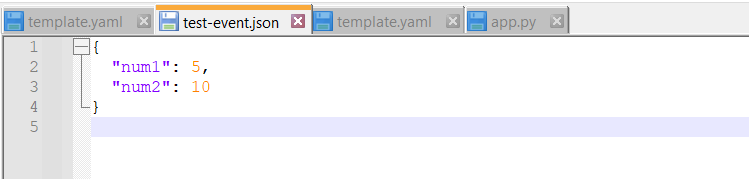 template.yaml test-event.json template.yaml app.py
1 {
2 "num1": 5,
3 "num2": 10
4 }
5